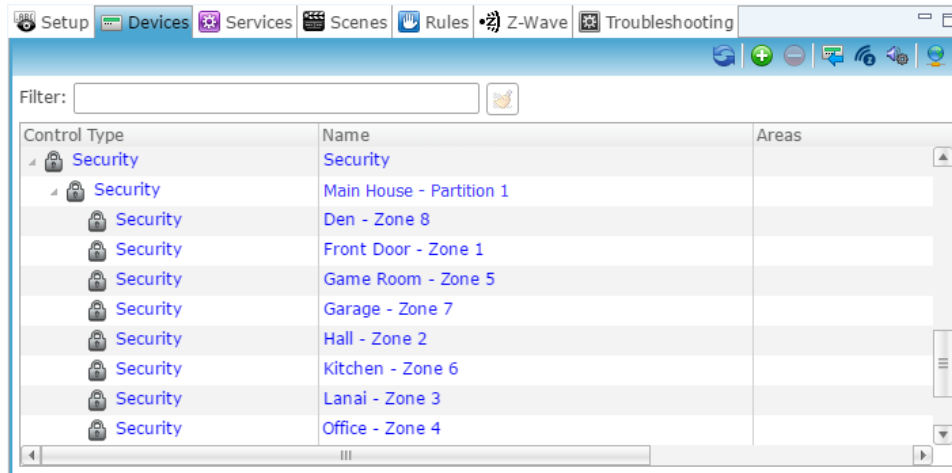 Setup Devices Services Scenes Rules Z-Wave Troubleshooting
Filter:
Control Type Name Areas
Security Security
Security Main House - Partition 1
Security Den - Zone 8
Security Front Door - Zone 1
Security Game Room - Zone 5
Security Garage - Zone 7
Security Hall - Zone 2
Security Kitchen - Zone 6
Security Lanai - Zone 3
Security Office - Zone 4